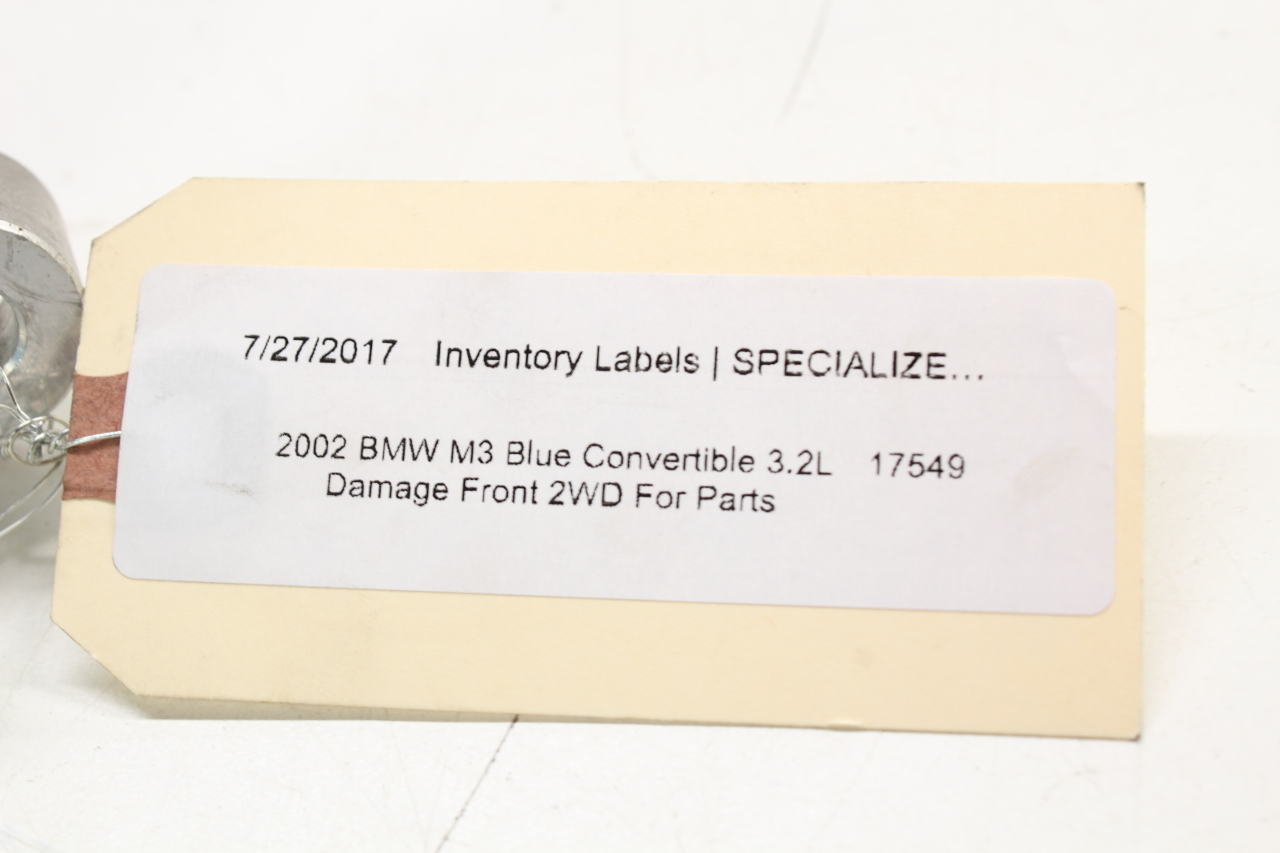 7/27/2017 Inventory Labels | SPECIALIZE...
2002 BMW M3 Blue Convertible 3.2L 17549
Damage Front 2WD For Parts